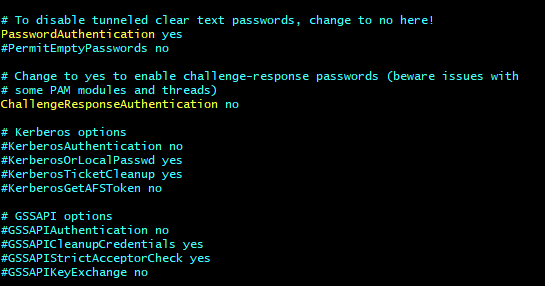 # To disable tunneled clear text passwords, change to no here!
PasswordAuthentication yes
#PermitEmptyPasswords no
# Change to yes to enable challenge-response passwords (beware issues with
# some PAM modules and threads)
ChallengeResponseAuthentication no
# Kerberos options
#KerberosAuthentication no
#KerberosOrLocalPasswd yes
#KerberosTicketCleanup yes
#KerberosGetAFSToken no
# GSSAPI options
#GSSAPIAuthentication no
#GSSAPICleanupCredentials yes
#GSSAPIStrictAcceptorCheck yes
#GSSAPIKeyExchange no